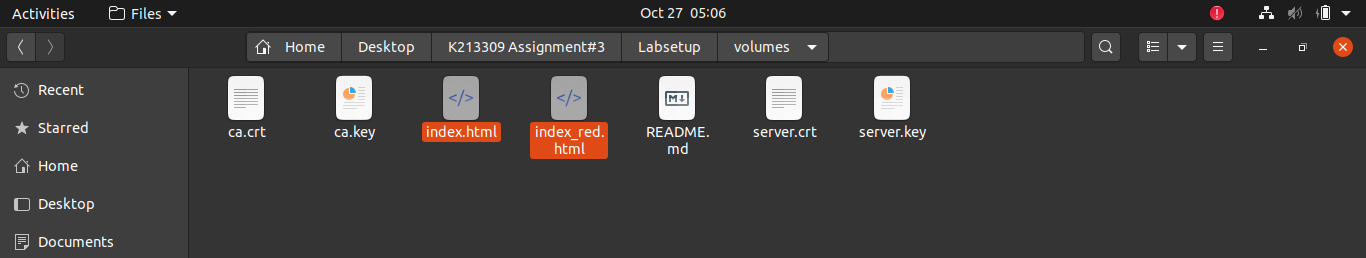 Activities Files Oct 27 05:06
Home Desktop K213309 Assignment#3 Labsetup volumes
Recent
Starred
Home
Desktop
Documents
ca.crt ca.key index.html index_red. README. server.crt server.key
html md